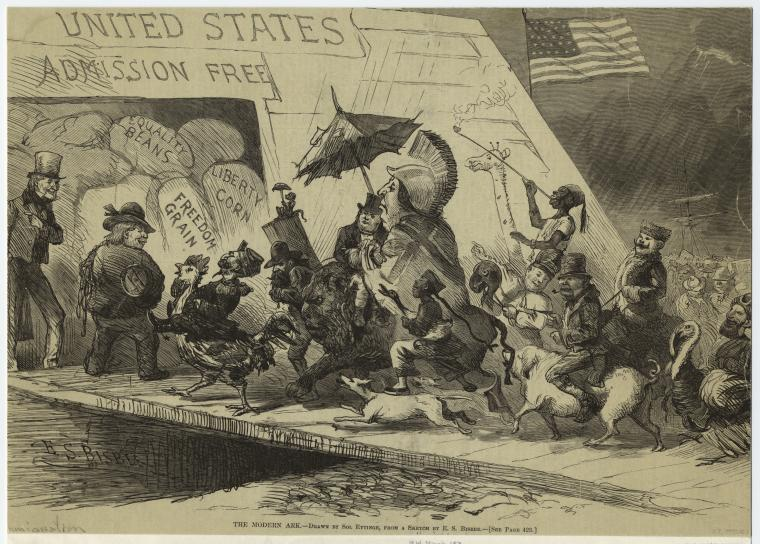 UNITED STATES
ADMISSION FREE
EQUALITY
BEANS
LIBERTY
CORN
FREEDOM
GRAIN
E S BISBEE
THE MODERN ARK.—DRAWN BY SOL EYTINGE, FROM A SKETCH BY E. S. BISBEE.—[SEE PAGE 423.]